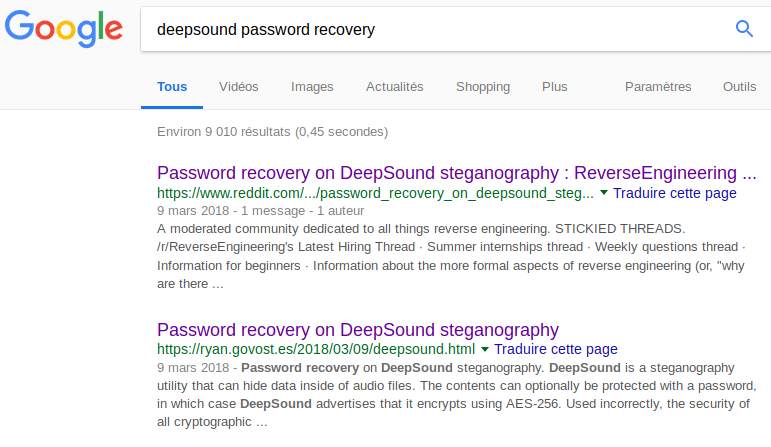 Google
deepsound password recovery
Tous Vidéos Images Actualités Shopping Plus Paramètres Outils
Environ 9 010 résultats (0,45 secondes)
Password recovery on DeepSound steganography : ReverseEngineering ...
https://www.reddit.com/.../password_recovery_on_deepsound_steg... Traduire cette page
9 mars 2018 - 1 message - 1 auteur
A moderated community dedicated to all things reverse engineering. STICKIED THREADS.
/r/ReverseEngineering's Latest Hiring Thread · Summer internships thread · Weekly questions thread ·
Information for beginners · Information about the more formal aspects of reverse engineering (or, "why
are there ...
Password recovery on DeepSound steganography
https://ryan.govost.es/2018/03/09/deepsound.html Traduire cette page
9 mars 2018 - Password recovery on DeepSound steganography. DeepSound is a steganography
utility that can hide data inside of audio files. The contents can optionally be protected with a password,
in which case DeepSound advertises that it encrypts using AES-256. Used incorrectly, the security of
all cryptographic ...